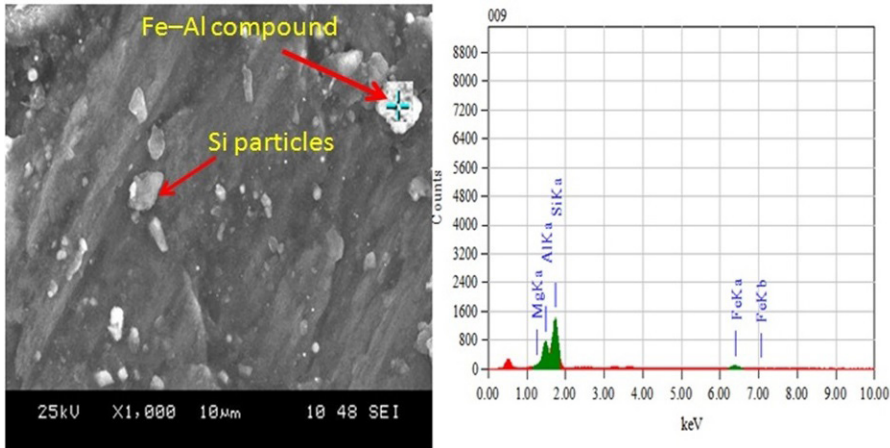 Fe–Al compound
Si particles
25kV X1,000 10µm 10 48 SEI
009
Counts
8800
8000
7200
6400
5600
4800
4000
3200
2400
1600
800
0
MgKa
AlKa
SiKa
FeKa
FeKb
0.00 1.00 2.00 3.00 4.00 5.00 6.00 7.00 8.00 9.00 10.00
keV